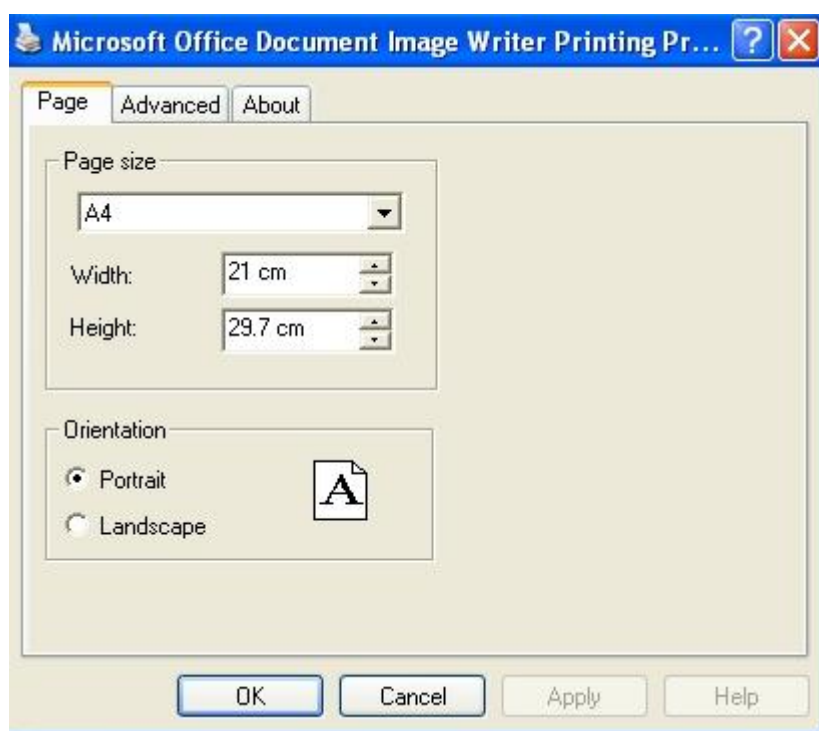 Microsoft Office Document Image Writer Printing Pr...
Page Advanced About
Page size
A4
Width: 21 cm
Height: 29.7 cm
Orientation
Portrait
A
Landscape
OK Cancel Apply Help